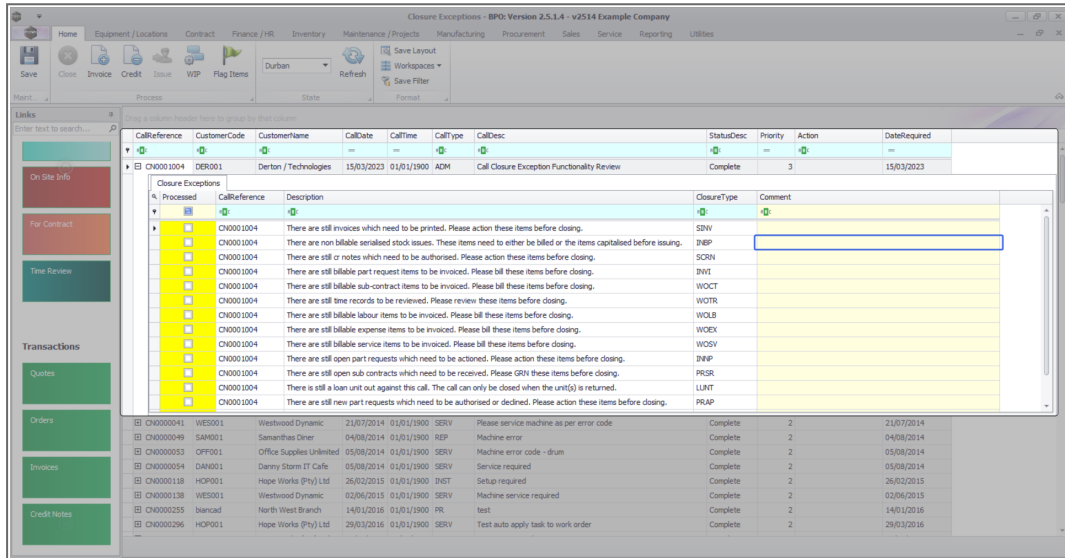 Closure Exceptions - BPO: Version 2.5.1.4 - v2514 Example Company
Home Equipment / Locations Contract Finance / HR Inventory Maintenance / Projects Manufacturing Procurement Sales Service Reporting Utilities
Save Close Invoice Credit Issue WIP Flag Items Durban Refresh
Save Layout
Workspaces
Save Filter
Maint... Process State Format
Links
Drag a column header here to group by that column
Enter text to search...
CallReference CustomerCode CustomerName CallDate CallTime CallType CallDesc StatusDesc Priority Action DateRequired
CN0001004 DER001 Derton / Technologies 15/03/2023 01/01/1900 ADM Call Closure Exception Functionality Review Complete 3 15/03/2023
On Site Info
Closure Exceptions
Processed CallReference Description ClosureType Comment
Far Contract
CN0001004 There are still invoices which need to be printed. Please action these items before closing. SINV
CN0001004 There are non billable serialised stock issues. These items need to either be billed or the items capitalised before issuing. INBP
CN0001004 There are still cr notes which need to be authorised. Please action these items before closing. SCRN
Time Review
CN0001004 There are still billable part request items to be invoiced. Please bill these items before closing. INVI
CN0001004 There are still billable sub-contract items to be invoiced. Please bill these items before closing. WOCT
CN0001004 There are still time records to be reviewed. Please review these items before closing. WOTR
CN0001004 There are still billable labour items to be invoiced. Please bill these items before closing. WOLB
CN0001004 There are still billable expense items to be invoiced. Please bill these items before closing. WOEX
CN0001004 There are still billable service items to be invoiced. Please bill these items before closing. WOSV
Transactions
CN0001004 There are still open part requests which need to be actioned. Please action these items before closing. INNP
Quotes
CN0001004 There are still open sub contracts which need to be received. Please GRN these items before closing. PRSR
CN0001004 There is still a loan unit out against this call. The call can only be closed when the unit(s) is returned. LUNT
CN0001004 There are still new part requests which need to be authorised or declined. Please action these items before closing. PRAP
Orders
CN0000041 WES001 Westwood Dynamic 21/07/2014 01/01/1900 SERV Please service machine as per error code Complete 2 21/07/2014
CN0000049 SAM001 Samanthas Diner 04/08/2014 01/01/1900 REP Machine error Complete 2 04/08/2014
CN0000053 OFF001 Office Supplies Unlimited 05/08/2014 01/01/1900 SERV Machine error code - drum Complete 2 05/08/2014
Invoices
CN0000054 DAN001 Danny Storm IT Cafe 05/08/2014 01/01/1900 SERV Service required Complete 2 05/08/2014
CN0000118 HOP001 Hope Works (Pty) Ltd 26/02/2015 01/01/1900 INST Setup required Complete 2 26/02/2015
CN0000138 WES001 Westwood Dynamic 02/06/2015 01/01/1900 SERV Machine service required Complete 2 02/06/2015
Credit Notes
CN0000255 biancad North West Branch 14/01/2016 01/01/1900 PR test Complete 2 14/01/2016
CN0000296 HOP001 Hope Works (Pty) Ltd 29/03/2016 01/01/1900 SERV Test auto apply task to work order Complete 2 29/03/2016